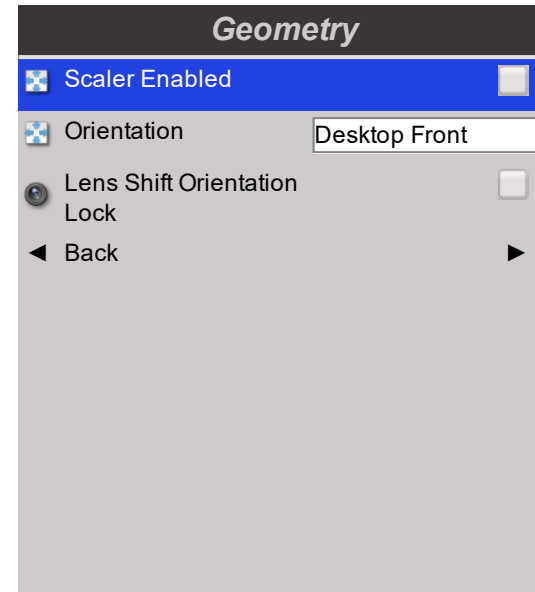 Geometry
Scaler Enabled
Orientation Desktop Front
Lens Shift Orientation
Lock
Back